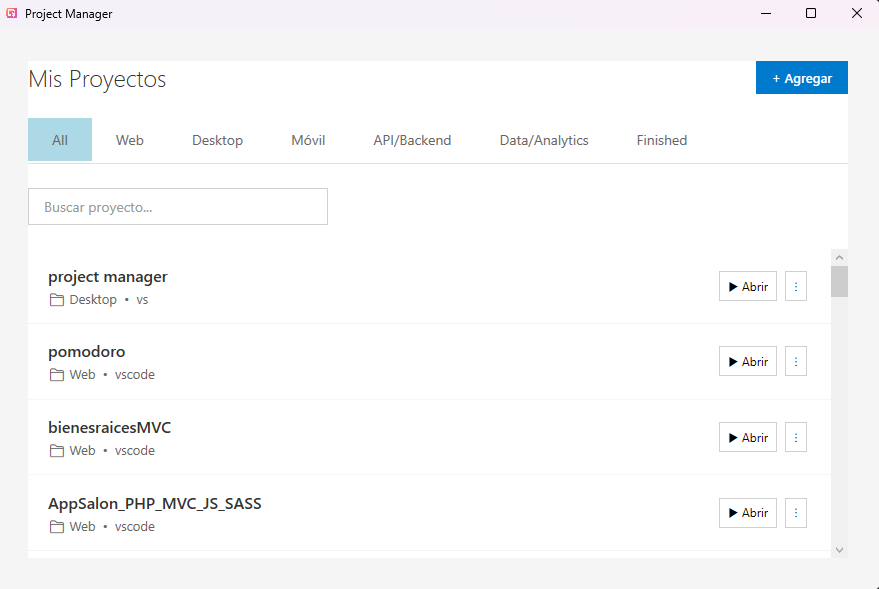 Project Manager
Mis Proyectos
+ Agregar
All Web Desktop Móvil API/Backend Data/Analytics Finished
Buscar proyecto...
project manager
Desktop • vs
Abrir
pomodoro
Web • vscode
Abrir
bienesraicesMVC
Web • vscode
Abrir
AppSalon_PHP_MVC_JS_SASS
Web • vscode
Abrir